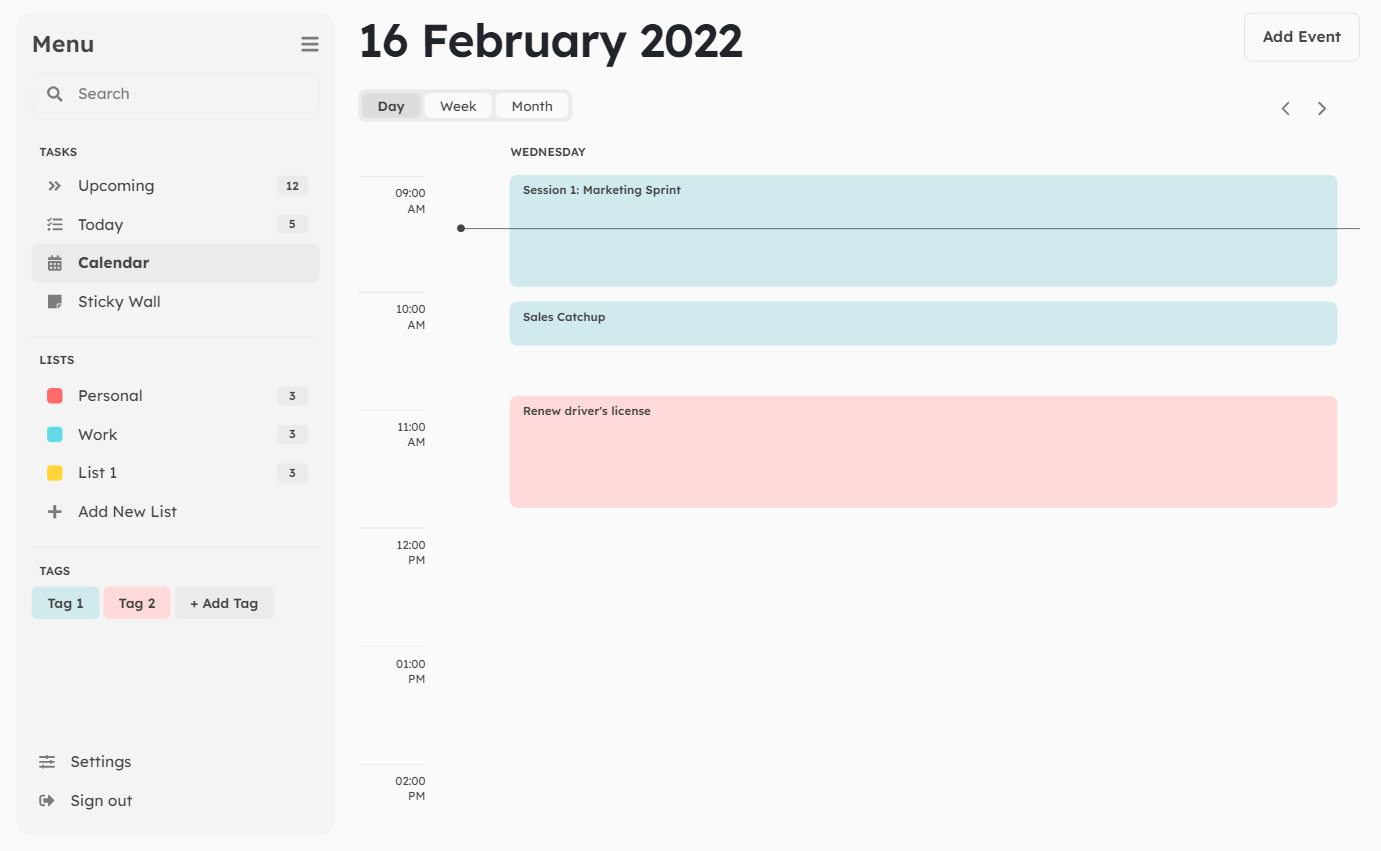 Menu
Search
TASKS
Upcoming 12
Today 5
Calendar
Sticky Wall
LISTS
Personal 3
Work 3
List 1 3
Add New List
TAGS
Tag 1 Tag 2 + Add Tag
Settings
Sign out
16 February 2022
Add Event
Day Week Month
WEDNESDAY
09:00
AM
Session 1: Marketing Sprint
10:00
AM
Sales Catchup
11:00
AM
Renew driver's license
12:00
PM
01:00
PM
02:00
PM